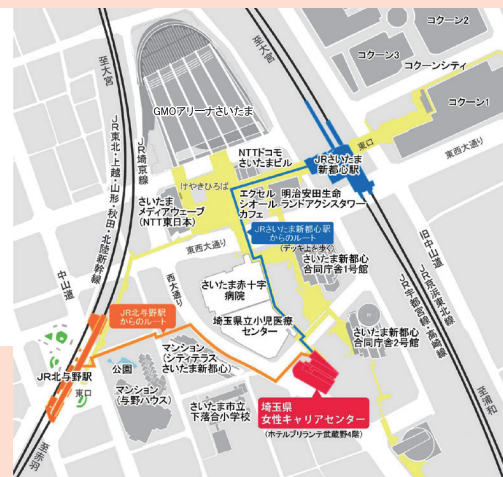 至大宮
至大宮
コクーン2
コクーン3
コクーンシティ
コクーン1
GMOアリーナさいたま
JR東北・上越・山形・秋田・北陸新幹線
JR埼京線
NTTドコモ
さいたまビル
東口
JRさいたま
新都心駅
東西大通り
けやきひろば
さいたま
メディアウェーブ
(NTT東日本)
エクセル
シオール
カフェ
明治安田生命
ランドアクシスタワー
JRさいたま新都心駅
からのルート
(デッキ上を歩く)
東西大通り
中山道
西大通り
さいたま新都心
合同庁舎1号館
旧中山道
JR京浜東北線
JR宇都宮線・高崎線
さいたま赤十字
病院
JR北与野駅
からのルート
埼玉県立小児医療
センター
さいたま新都心
合同庁舎2号館
JR北与野駅
東口
公園
マンション
(シティテラス
さいたま新都心)
マンション
(与野ハウス)
さいたま市立
下落合小学校
埼玉県
女性キャリアセンター
(ホテルブリランテ武蔵野4階)
至赤羽
至浦和